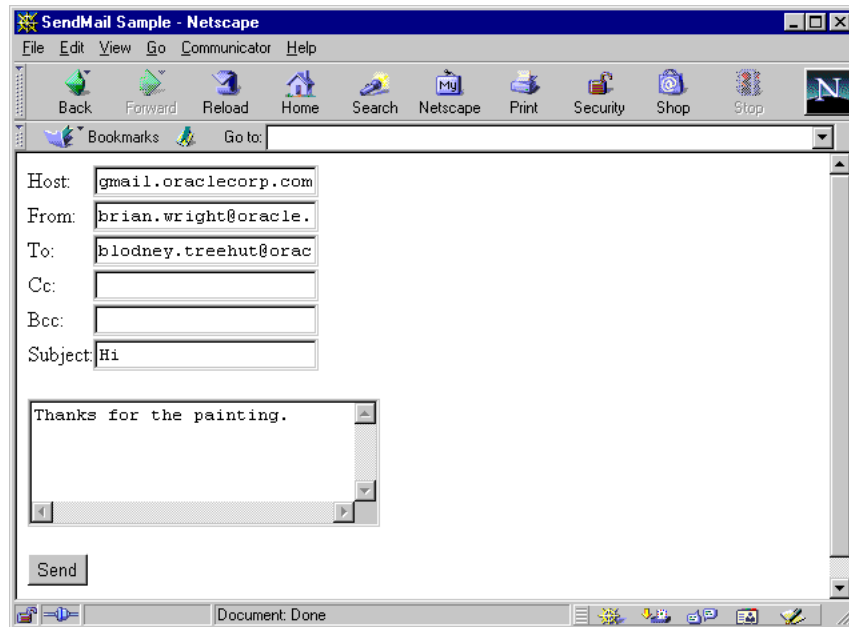 SendMail Sample - Netscape
File Edit View Go Communicator Help
Back Forward Reload Home Search Netscape Print Security Shop Stop
My
N
Bookmarks Go to:
Host: gmail.oraclecorp.com
From: brian.wright@oracle.
To: blodney.treehut@orac
Cc:
Bcc:
Subject: Hi
Thanks for the painting.
Send
Document: Done